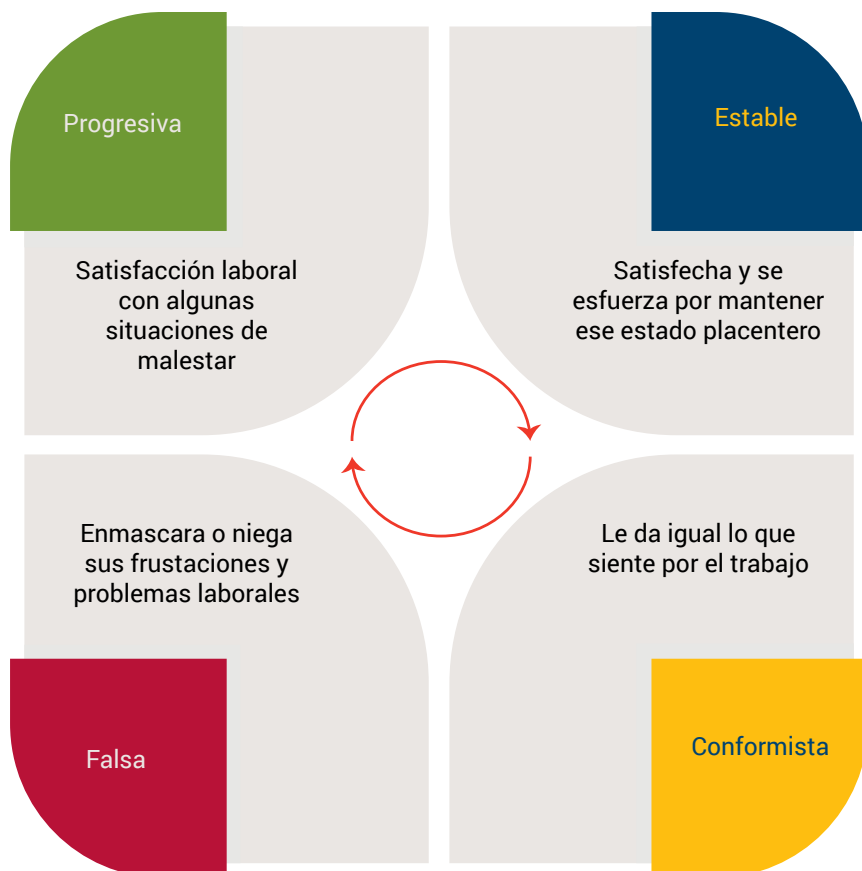 Progresiva
Satisfacción laboral
con algunas
situaciones de
malestar
Estable
Satisfecha y se
esfuerza por mantener
ese estado placentero
Enmascara o niega
sus frustaciones y
problemas laborales
Falsa
Le da igual lo que
siente por el trabajo
Conformista